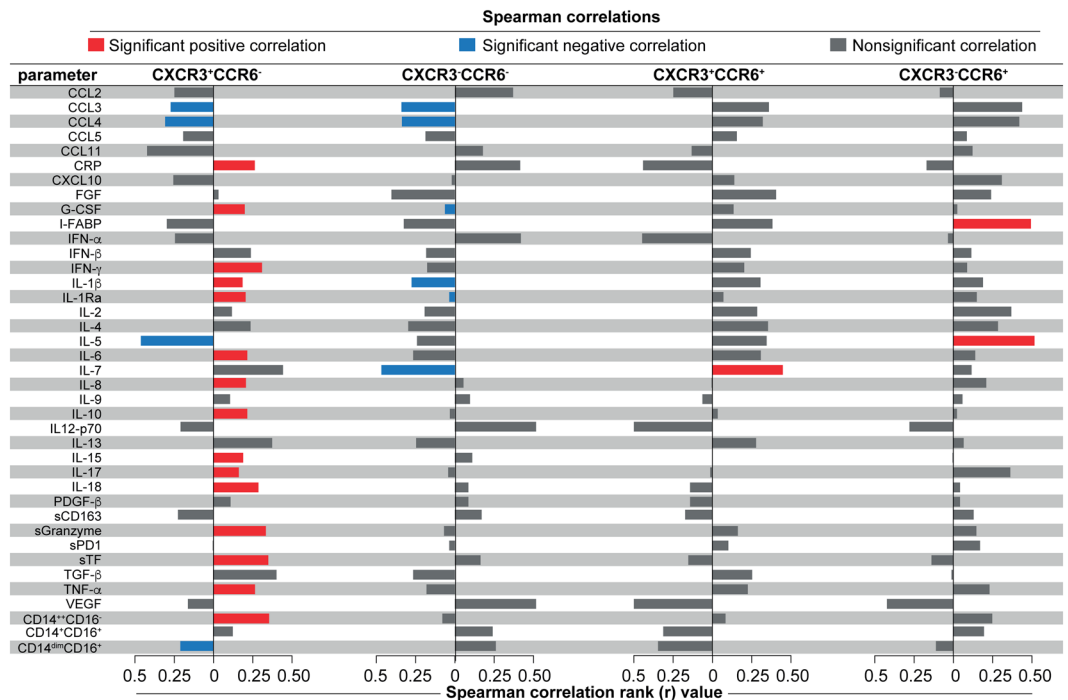 Spearman correlations
Significant positive correlation Significant negative correlation Nonsignificant correlation
parameter CXCR3⁺CCR6⁻ CXCR3⁻CCR6⁻ CXCR3⁺CCR6⁺ CXCR3⁻CCR6⁺
CCL2
CCL3
CCL4
CCL5
CCL11
CRP
CXCL10
FGF
G-CSF
I-FABP
IFN-α
IFN-β
IFN-γ
IL-1β
IL-1Ra
IL-2
IL-4
IL-5
IL-6
IL-7
IL-8
IL-9
IL-10
IL12-p70
IL-13
IL-15
IL-17
IL-18
PDGF-β
sCD163
sGranzyme
sPD1
sTF
TGF-β
TNF-α
VEGF
CD14⁺⁺CD16⁻
CD14⁺CD16⁺
CD14ᵈⁱᵐCD16⁺
0.5 0.25 0 0.25 0.50 0.5 0.25 0 0.25 0.50 0.5 0.25 0 0.25 0.50 0.5 0.25 0 0.25 0.50
Spearman correlation rank (r) value